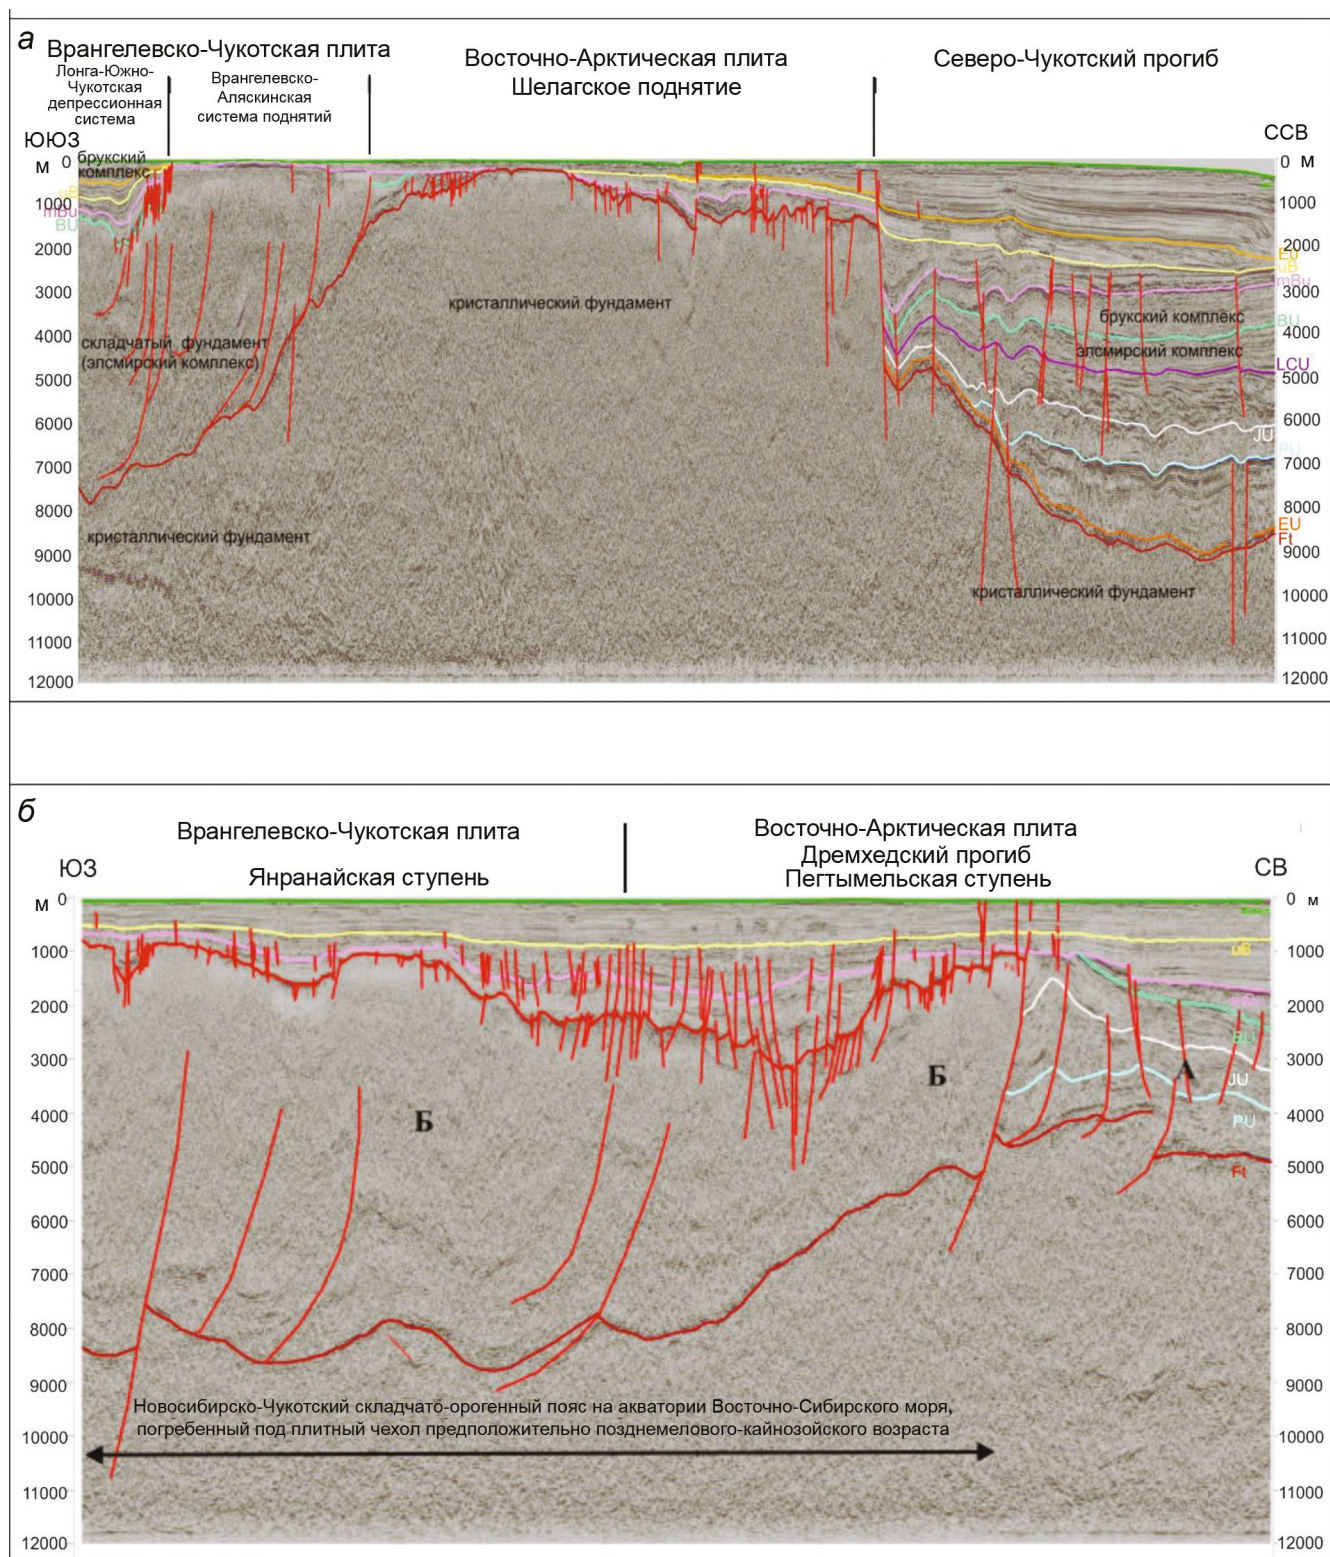 а
Врангелевско-Чукотская плита
Восточно-Арктическая плита
Шелагское поднятие
Северо-Чукотский прогиб
Лонга-Южно-
Чукотская
депрессионная
система
Врангелевско-
Аляскинская
система поднятий
ЮЮЗ
ССВ
м
0
1000
2000
3000
4000
5000
6000
7000
8000
9000
10000
11000
12000
брукский
комплекс
uB
mBu
BU
складчатый фундамент
(элсмирский комплекс)
кристаллический фундамент
кристаллический фундамент
брукский комплекс
элсмирский комплекс
кристаллический фундамент
Eu
uB
mBu
BU
LCU
JU
PU
EU
Ft
0 м
1000
2000
3000
4000
5000
6000
7000
8000
9000
10000
11000
12000
б
Врангелевско-Чукотская плита
Янранайская ступень
Восточно-Арктическая плита
Дремхедский прогиб
Пегтымельская ступень
ЮЗ
СВ
м
0
1000
2000
3000
4000
5000
6000
7000
8000
9000
10000
11000
12000
Б
Б
А
uB
BU
JU
PU
Ft
Новосибирско-Чукотский складчато-орогенный пояс на акватории Восточно-Сибирского моря,
погребенный под плитный чехол предположительно позднемелового-кайнозойского возраста
0 м
1000
2000
3000
4000
5000
6000
7000
8000
9000
10000
11000
12000